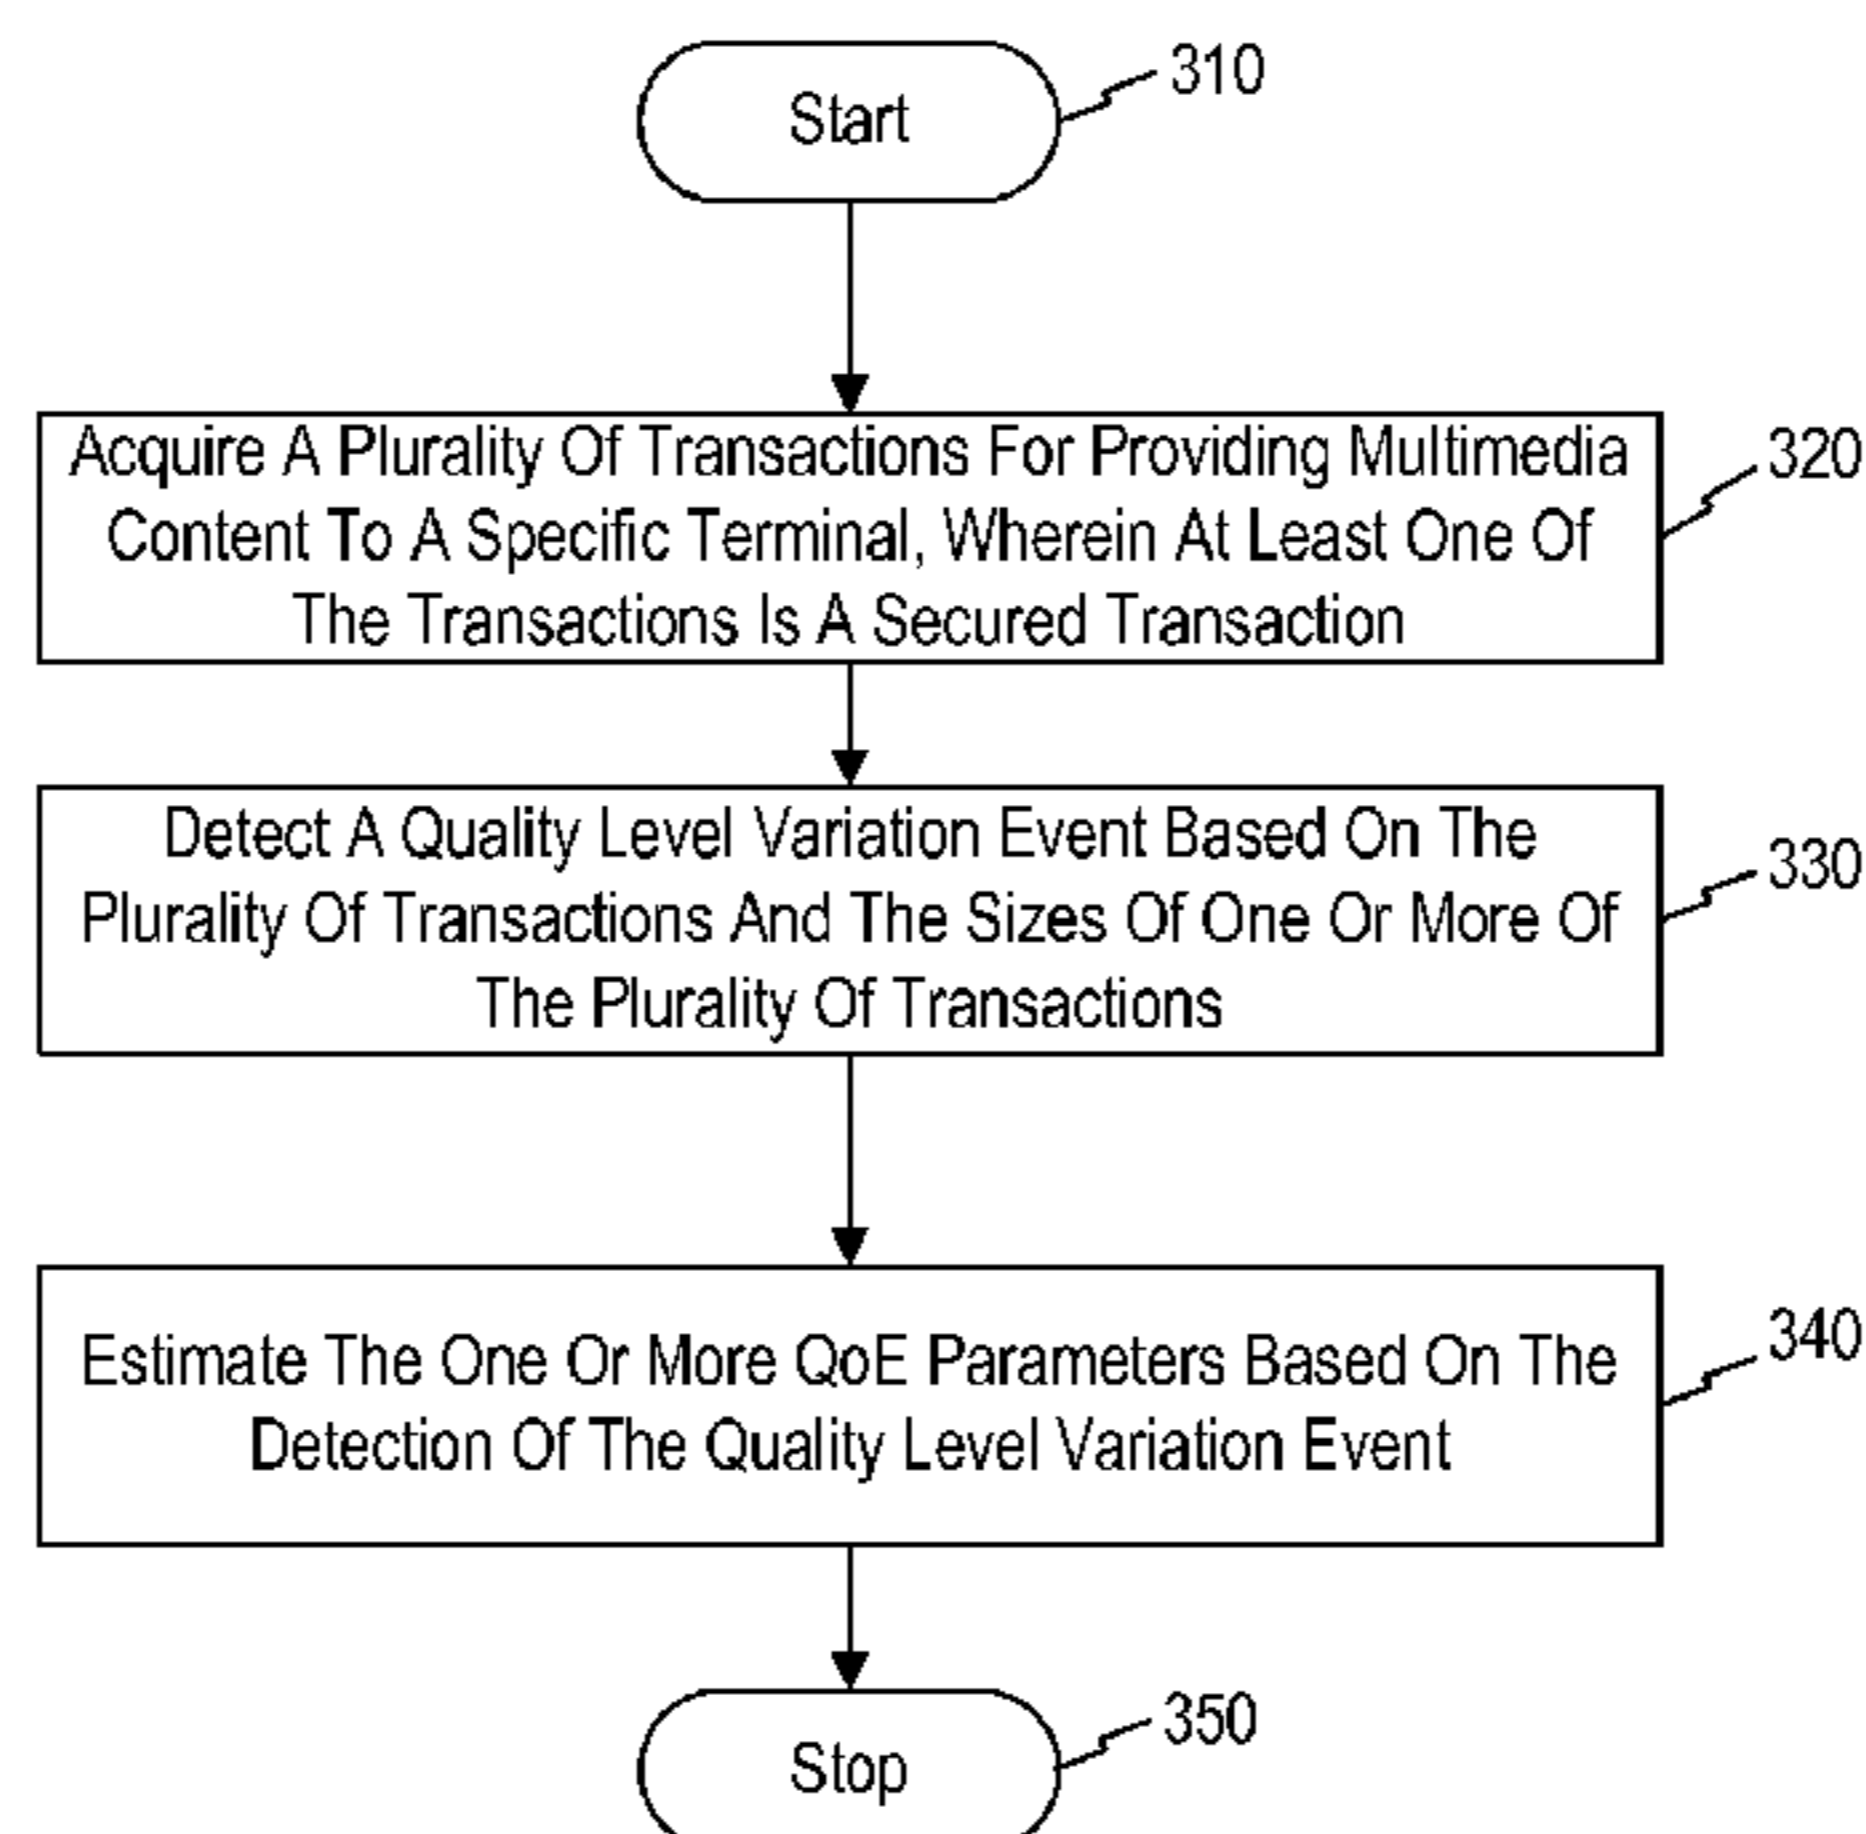 Start
310
Acquire A Plurality Of Transactions For Providing Multimedia
Content To A Specific Terminal, Wherein At Least One Of
The Transactions Is A Secured Transaction
320
Detect A Quality Level Variation Event Based On The
Plurality Of Transactions And The Sizes Of One Or More Of
The Plurality Of Transactions
330
Estimate The One Or More QoE Parameters Based On The
Detection Of The Quality Level Variation Event
340
Stop
350